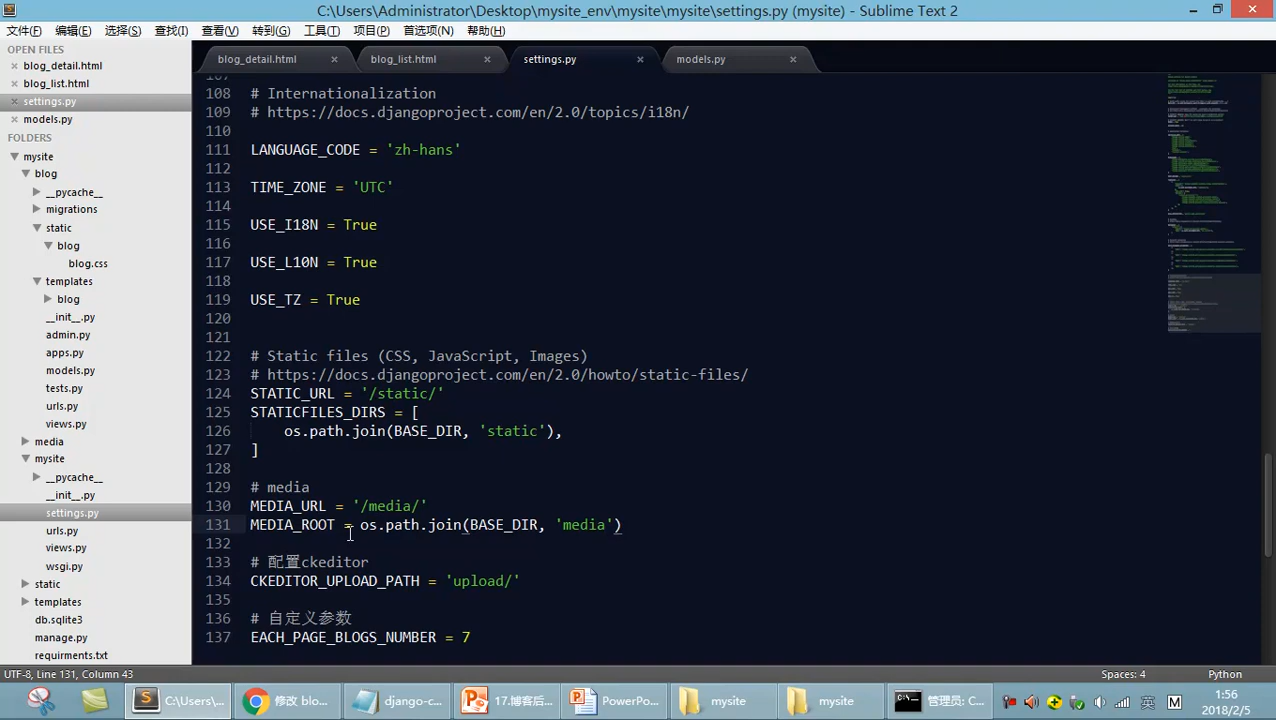 C:\Users\Administrator\Desktop\mysite_env\mysite\mysite\settings.py (mysite) - Sublime Text 2
文件(F) 编辑(E) 选择(S) 查找(I) 查看(V) 转到(G) 工具(T) 项目(P) 首选项(N) 帮助(H)
OPEN FILES
blog_detail.html
blog_list.html
settings.py
models.py
FOLDERS
mysite
blog
__pycache__
migrations
static
blog
blog.css
templates
blog
__init__.py
admin.py
apps.py
models.py
tests.py
urls.py
views.py
media
mysite
__pycache__
__init__.py
settings.py
urls.py
views.py
wsgi.py
static
templates
db.sqlite3
manage.py
requirments.txt
blog_detail.html blog_list.html settings.py models.py
107
108 # Internationalization
109 # https://docs.djangoproject.com/en/2.0/topics/i18n/
110
111 LANGUAGE_CODE = 'zh-hans'
112
113 TIME_ZONE = 'UTC'
114
115 USE_I18N = True
116
117 USE_L10N = True
118
119 USE_TZ = True
120
121
122 # Static files (CSS, JavaScript, Images)
123 # https://docs.djangoproject.com/en/2.0/howto/static-files/
124 STATIC_URL = '/static/'
125 STATICFILES_DIRS = [
126 os.path.join(BASE_DIR, 'static'),
127 ]
128
129 # media
130 MEDIA_URL = '/media/'
131 MEDIA_ROOT = os.path.join(BASE_DIR, 'media')
132
133 # 配置ckeditor
134 CKEDITOR_UPLOAD_PATH = 'upload/'
135
136 # 自定义参数
137 EACH_PAGE_BLOGS_NUMBER = 7
UTF-8, Line 131, Column 43 Spaces: 4 Python
C:\Users\... 修改 blo... django-c... 17.博客后... PowerPo... mysite mysite 管理员: C... 英 M
1:56
2018/2/5